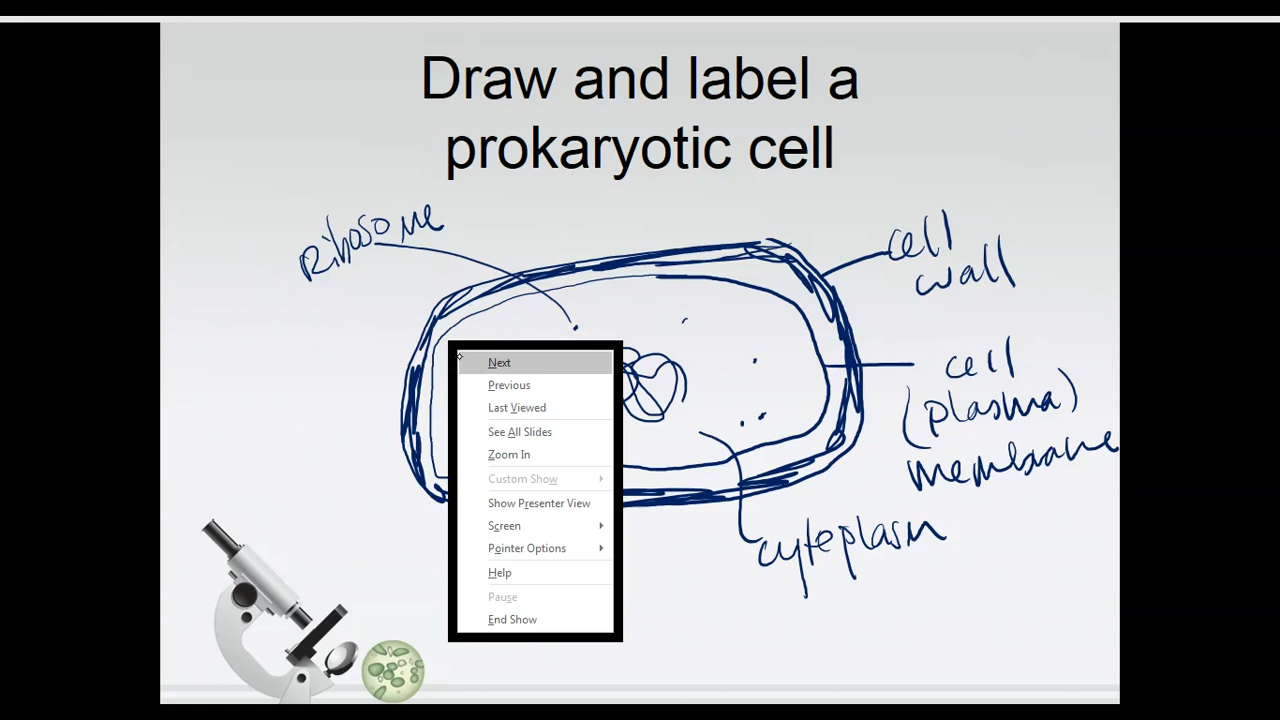 Draw and label a
prokaryotic cell
Ribosome
cell
wall
cell
(plasma)
membrane
cytoplasm
Next
Previous
Last Viewed
See All Slides
Zoom In
Custom Show
Show Presenter View
Screen
Pointer Options
Help
Pause
End Show